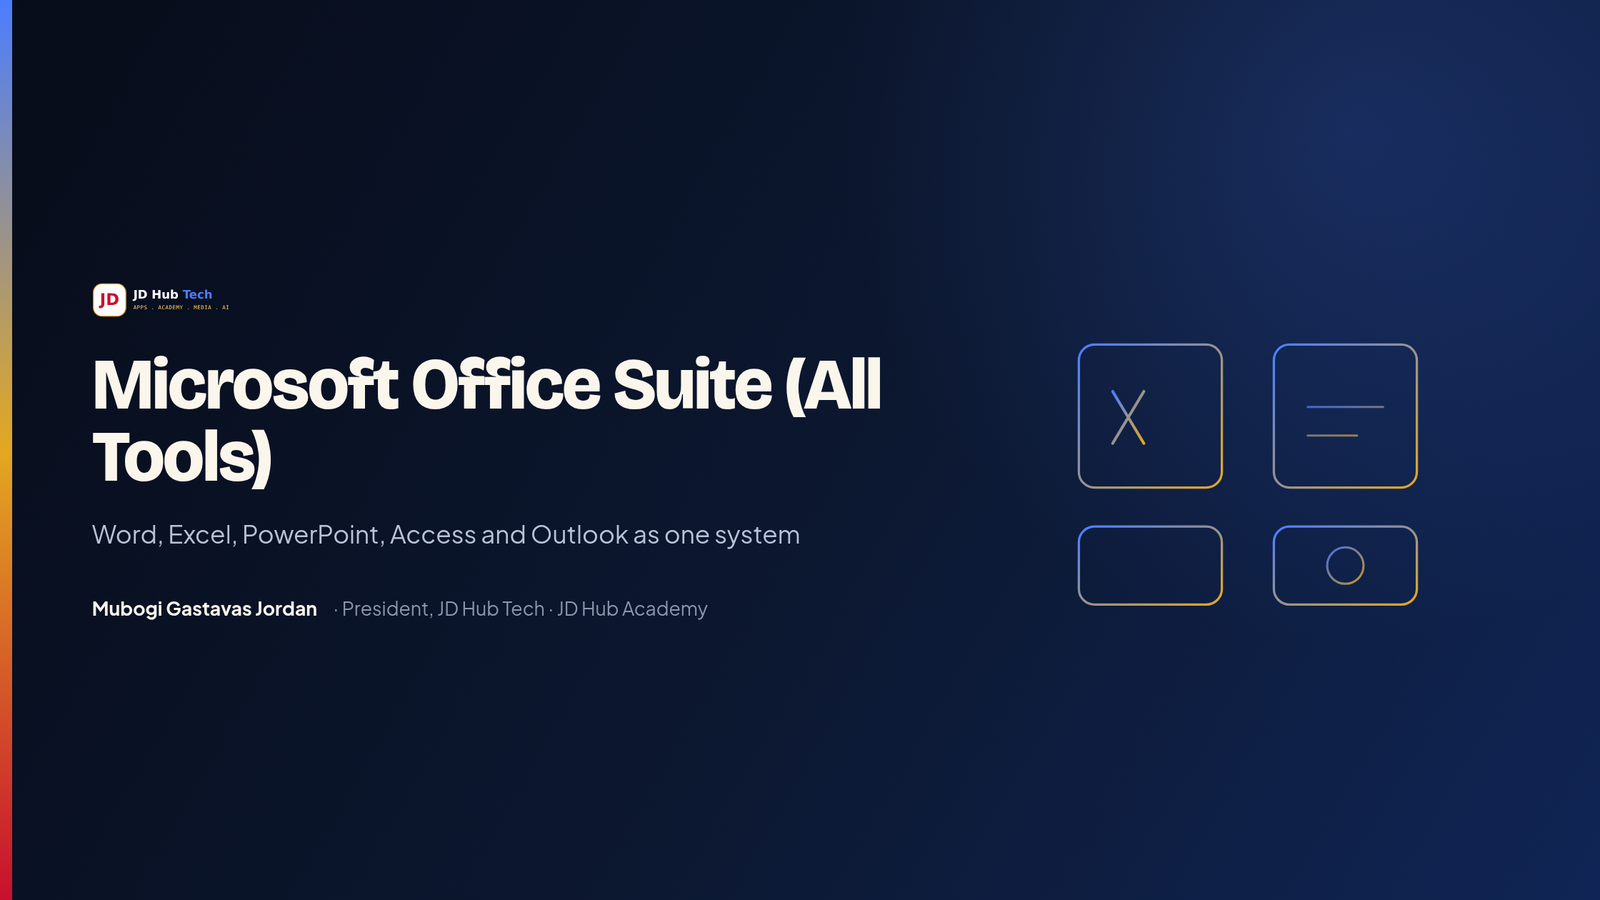 JD
JD Hub Tech
APPS . ACADEMY . MEDIA . AI
Microsoft Office Suite (All
Tools)
Word, Excel, PowerPoint, Access and Outlook as one system
Mubogi Gastavas Jordan · President, JD Hub Tech · JD Hub Academy
X